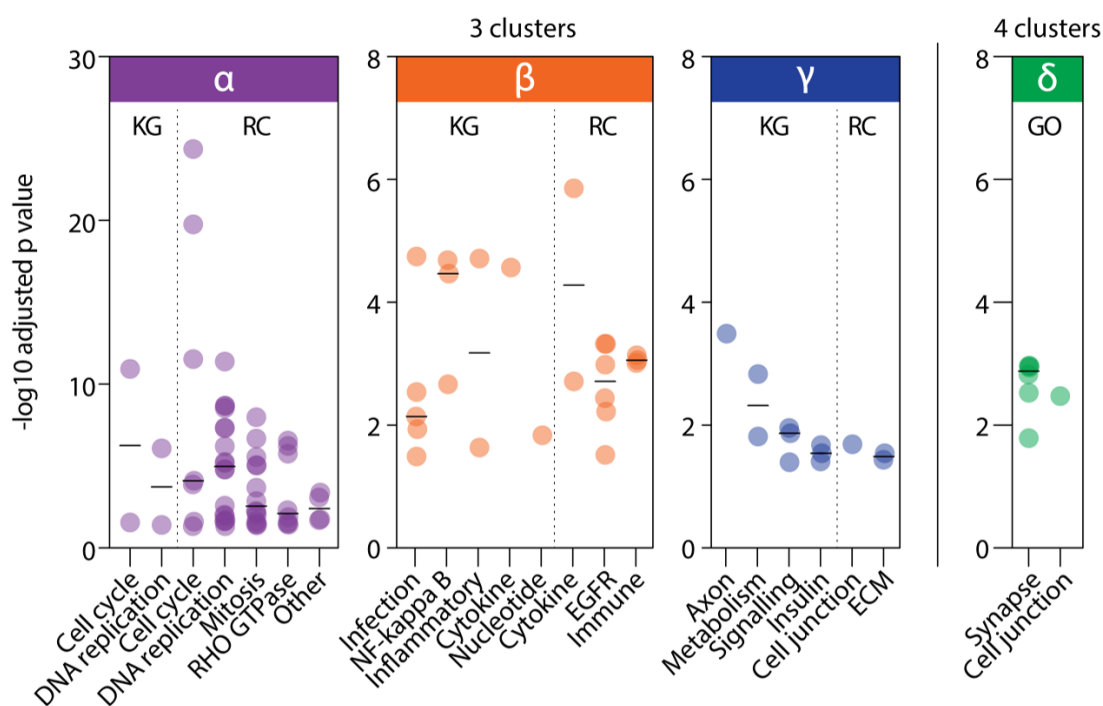 3 clusters
4 clusters
α
β
γ
δ
KG
RC
KG
RC
KG
RC
GO
-log10 adjusted p value
30
20
10
0
8
6
4
2
0
8
6
4
2
0
8
6
4
2
0
Cell cycle
DNA replication
Cell cycle
DNA replication
Mitosis
RHO GTPase
Other
Infection
NF-kappa B
Inflammatory
Cytokine
Nucleotide
Cytokine
EGFR
Immune
Axon
Metabolism
Signalling
Insulin
Cell junction
ECM
Synapse
Cell junction